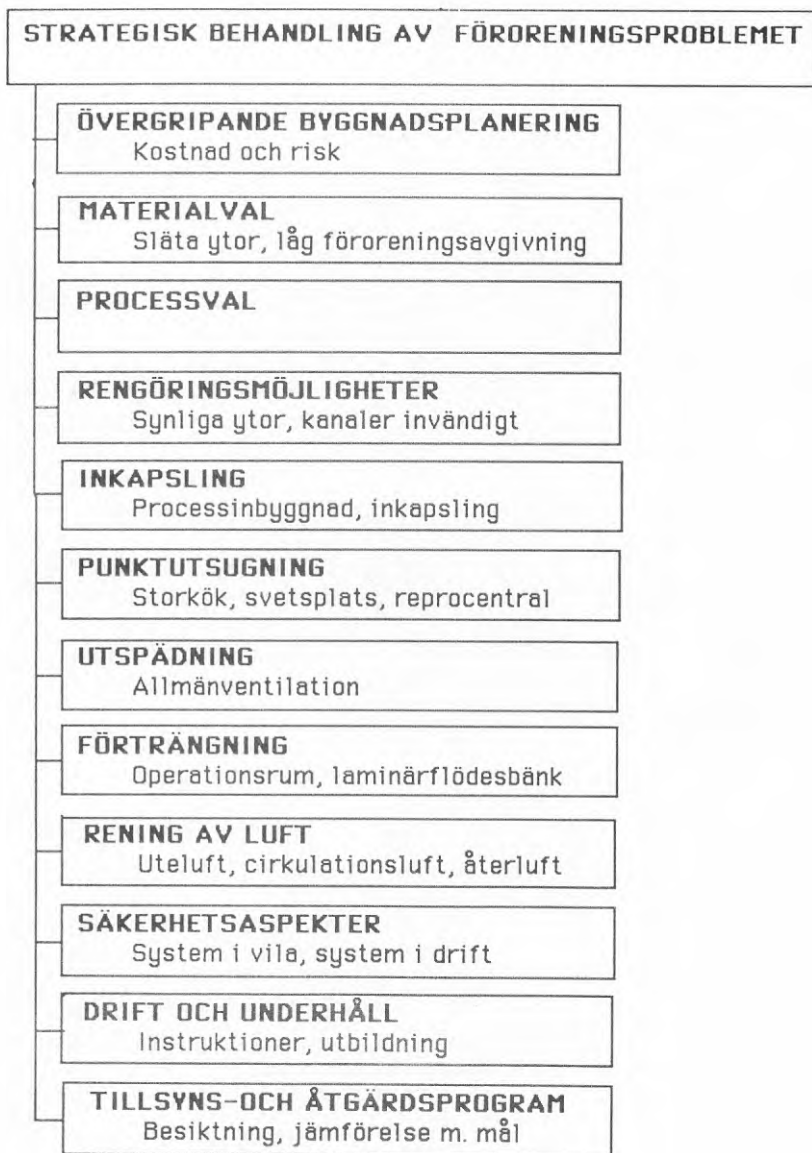 STRATEGISK BEHANDLING AV FÖRORENINGSPROBLEMET
ÖVERGRIPANDE BYGGNADSPLANERING
Kostnad och risk
MATERIALVAL
Släta ytor, låg föroreningsavgivning
PROCESSVAL
RENGÖRINGSMÖJLIGHETER
Synliga ytor, kanaler invändigt
INKAPSLING
Processinbyggnad, inkapsling
PUNKTUTSUGNING
Storkök, svetsplats, reprocentral
UTSPÄDNING
Allmänventilation
FÖRTRÄNGNING
Operationsrum, laminärflödesbänk
RENING AV LUFT
Uteluft, cirkulationsluft, återluft
SÄKERHETSASPEKTER
System i vila, system i drift
DRIFT OCH UNDERHÅLL
Instruktioner, utbildning
TILLSYNS-OCH ÅTGÄRDSPROGRAM
Besiktning, jämförelse m. mål